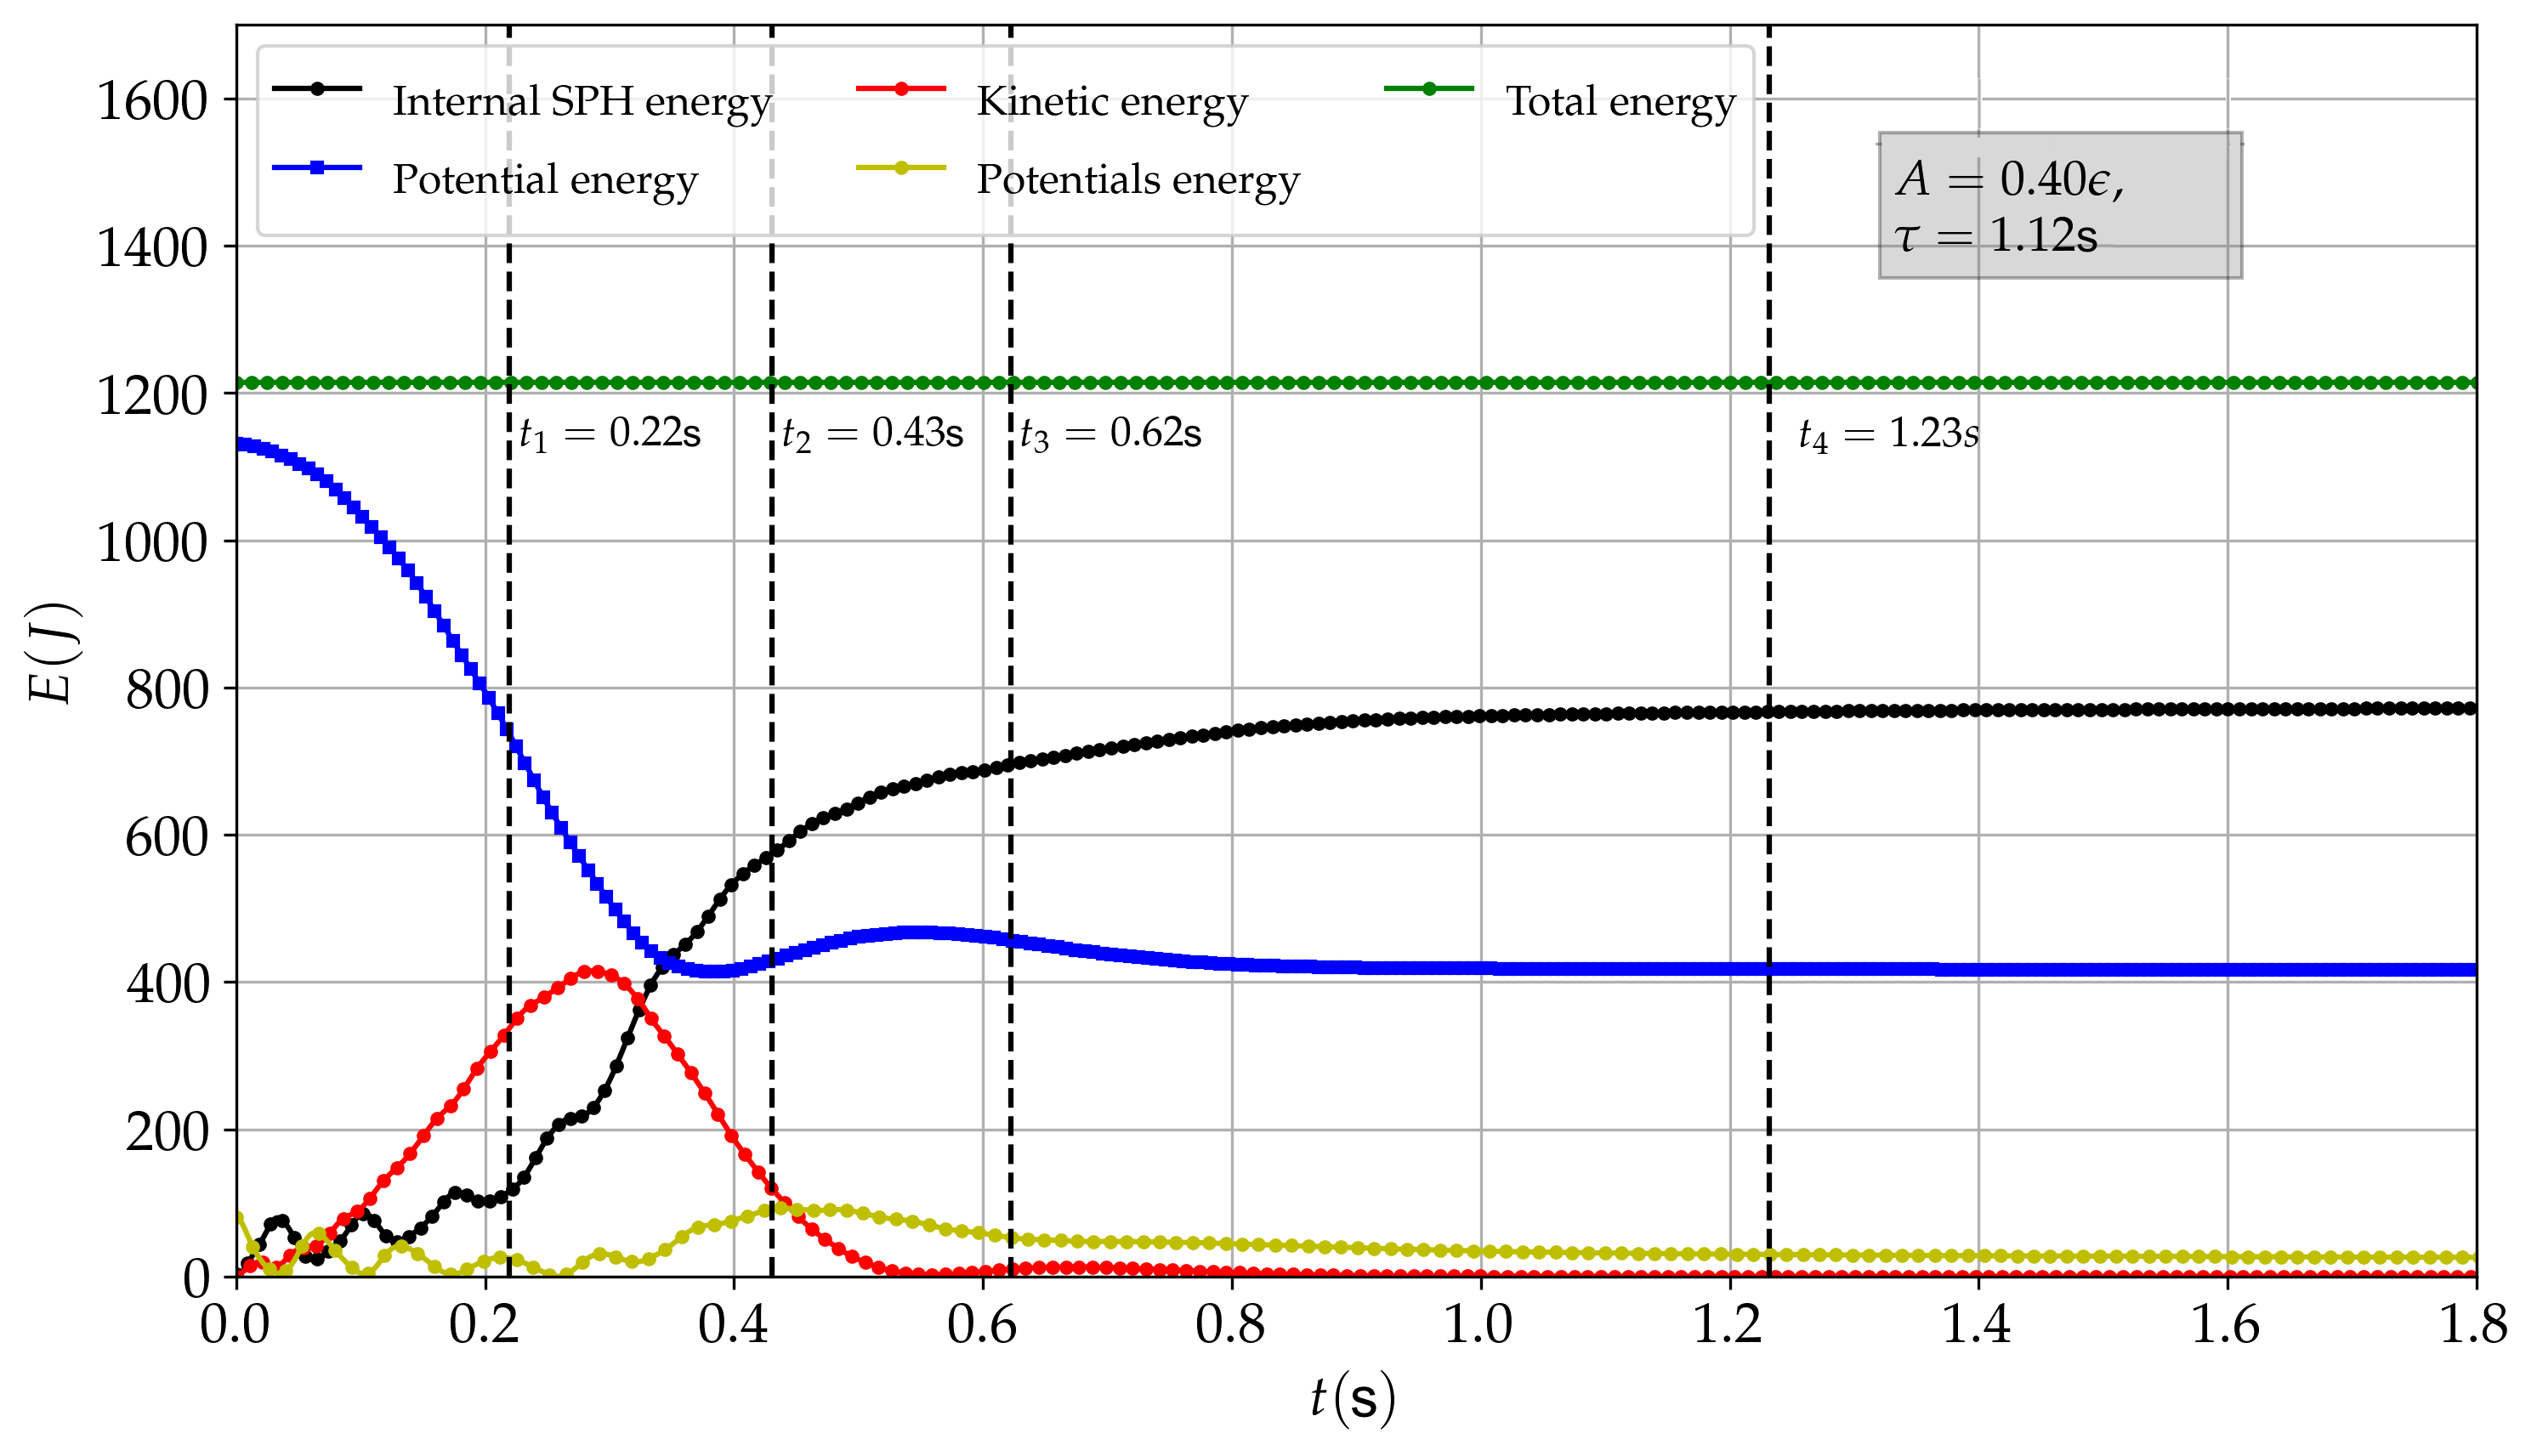 Internal SPH energy
Potential energy
Kinetic energy
Potentials energy
Total energy
A = 0.40ϵ,
τ = 1.12s
t₁ = 0.22s
t₂ = 0.43s
t₃ = 0.62s
t₄ = 1.23s
E(J)
1600
1400
1200
1000
800
600
400
200
0
0.0 0.2 0.4 0.6 0.8 1.0 1.2 1.4 1.6 1.8
t(s)